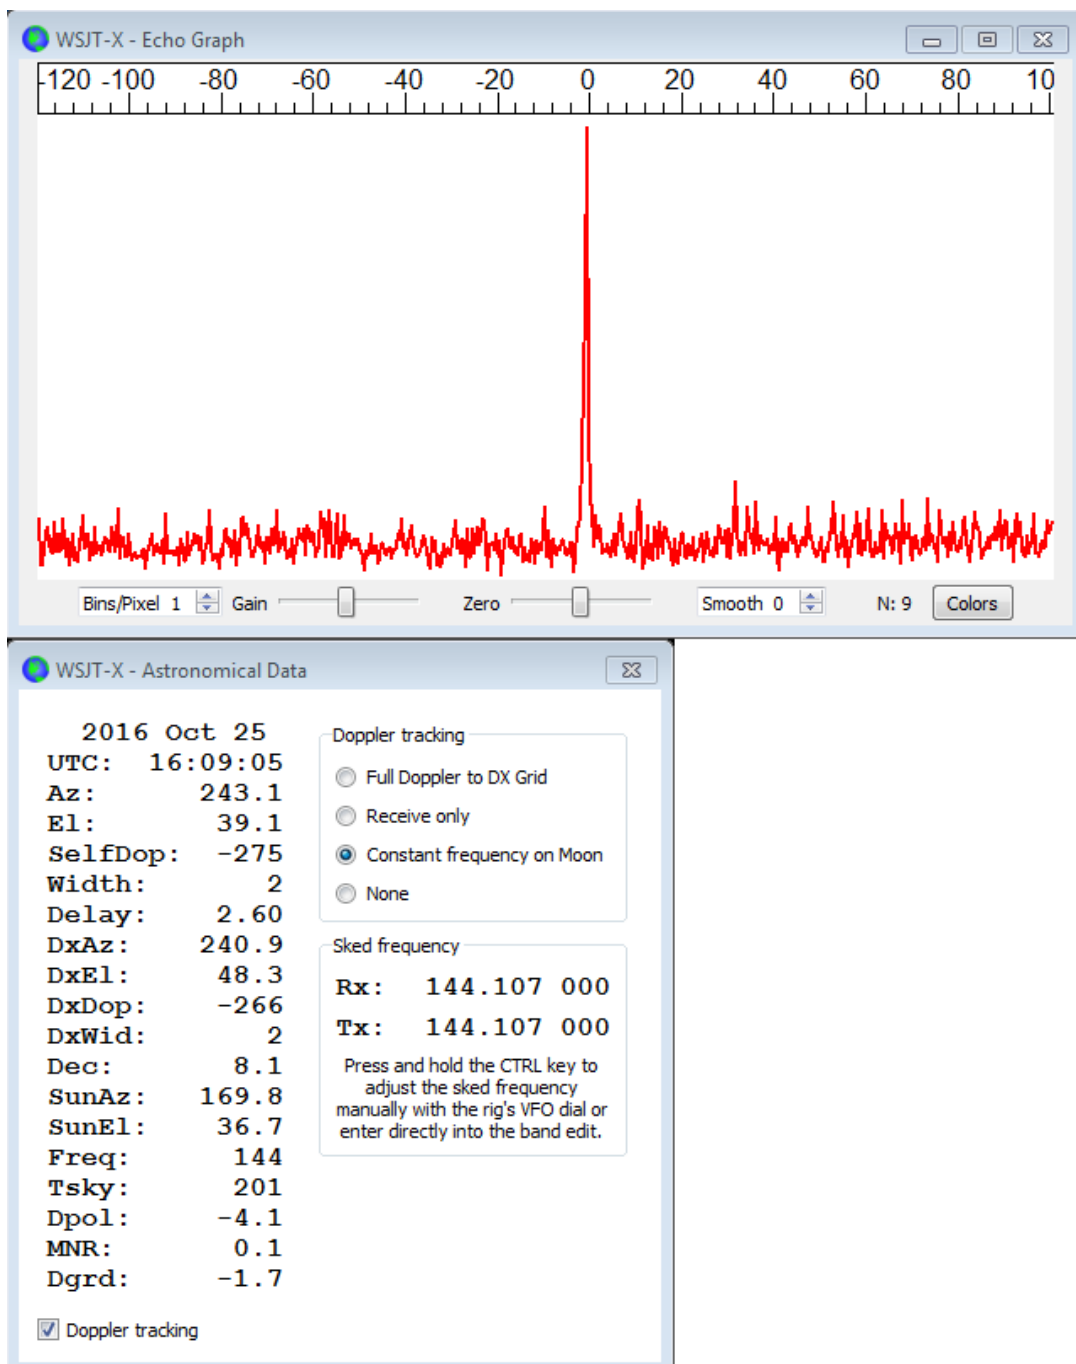 WSJT-X - Echo Graph
-120 -100 -80 -60 -40 -20 0 20 40 60 80 10
Bins/Pixel 1 Gain Zero Smooth 0 N: 9 Colors
WSJT-X - Astronomical Data
2016 Oct 25
UTC: 16:09:05
Az: 243.1
El: 39.1
SelfDop: -275
Width: 2
Delay: 2.60
DxAz: 240.9
DxEl: 48.3
DxDop: -266
DxWid: 2
Dec: 8.1
SunAz: 169.8
SunEl: 36.7
Freq: 144
Tsky: 201
Dpol: -4.1
MNR: 0.1
Dgrd: -1.7
Doppler tracking
Doppler tracking
Full Doppler to DX Grid
Receive only
Constant frequency on Moon
None
Sked frequency
Rx: 144.107 000
Tx: 144.107 000
Press and hold the CTRL key to
adjust the sked frequency
manually with the rig's VFO dial or
enter directly into the band edit.